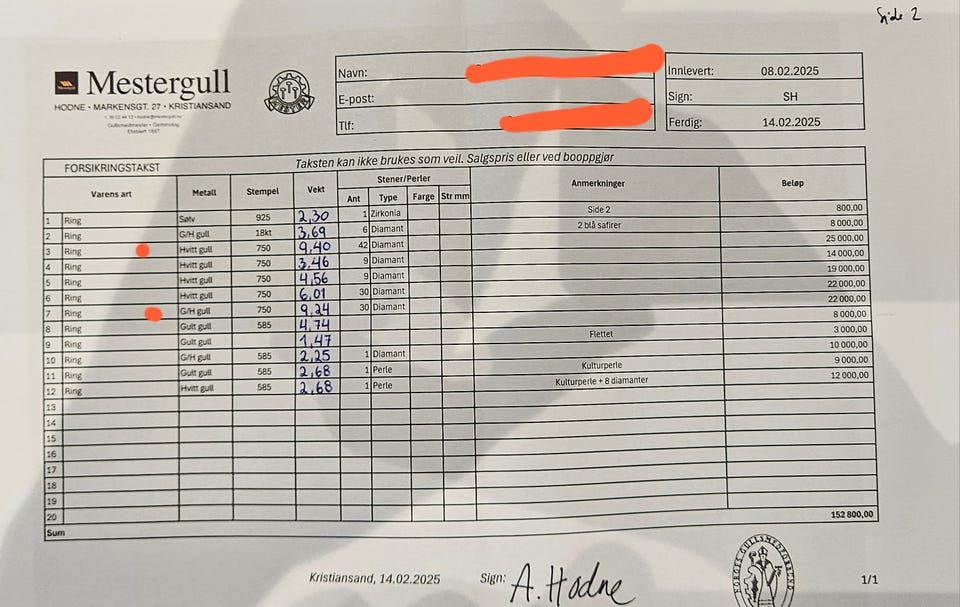 Side 2
Mestergull
HODNE • MARKENSGT. 27 • KRISTIANSAND
Gullsmedmester • Gemmolog
Etablert 1887
Navn:
E-post:
Tlf:
Innlevert: 08.02.2025
Sign: SH
Ferdig: 14.02.2025
FORSIKRINGSTAKST Taksten kan ikke brukes som veil. Salgspris eller ved booppgjør
Varens art Metall Stempel Vekt Stener/Perler Anmerkninger Beløp
Ant Type Farge Str mm
1 Ring Sølv 925 2,30 1 Zirkonia Side 2 800,00
2 Ring G/H gull 18kt 3,69 6 Diamant 2 blå safirer 8 000,00
3 Ring Hvitt gull 750 9,40 42 Diamant 25 000,00
4 Ring Hvitt gull 750 3,46 9 Diamant 14 000,00
5 Ring Hvitt gull 750 4,56 9 Diamant 19 000,00
6 Ring Hvitt gull 750 6,01 30 Diamant 22 000,00
7 Ring G/H gull 750 9,24 30 Diamant 22 000,00
8 Ring Gult gull 585 4,74 8 000,00
9 Ring Gult gull 1,47 Flettet 3 000,00
10 Ring G/H gull 585 2,25 1 Diamant 10 000,00
11 Ring Gult gull 585 2,68 1 Perle Kulturperle 9 000,00
12 Ring Hvitt gull 585 2,68 1 Perle Kulturperle + 8 diamanter 12 000,00
13
14
15
16
17
18
19
20
Sum 152 800,00
Kristiansand, 14.02.2025 Sign: A. Hodne
NORGES GULLSMEDFORBUND
1/1